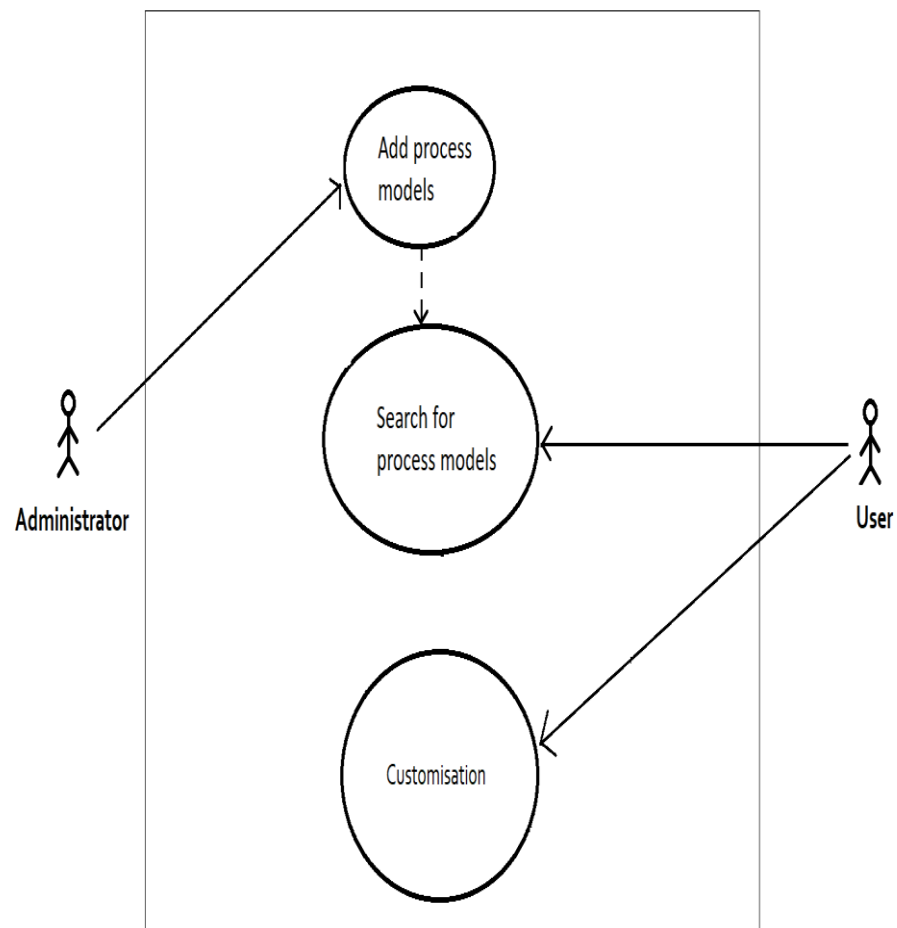 Add process
models
Search for
process models
Administrator
User
Customisation